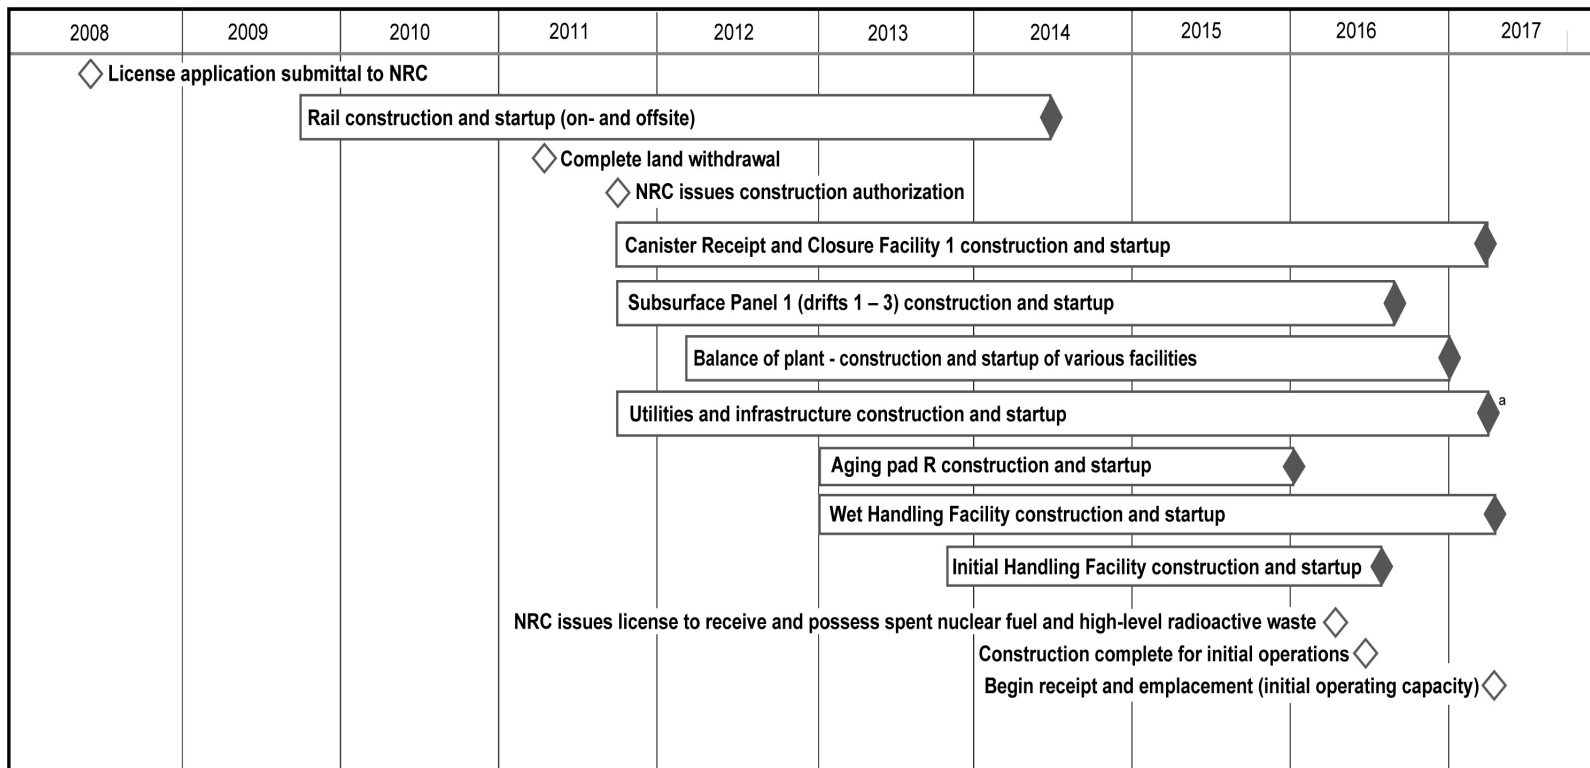 2008 2009 2010 2011 2012 2013 2014 2015 2016 2017
License application submittal to NRC
Rail construction and startup (on- and offsite)
Complete land withdrawal
NRC issues construction authorization
Canister Receipt and Closure Facility 1 construction and startup
Subsurface Panel 1 (drifts 1 – 3) construction and startup
Balance of plant - construction and startup of various facilities
Utilities and infrastructure construction and startup a
Aging pad R construction and startup
Wet Handling Facility construction and startup
Initial Handling Facility construction and startup
NRC issues license to receive and possess spent nuclear fuel and high-level radioactive waste
Construction complete for initial operations
Begin receipt and emplacement (initial operating capacity)